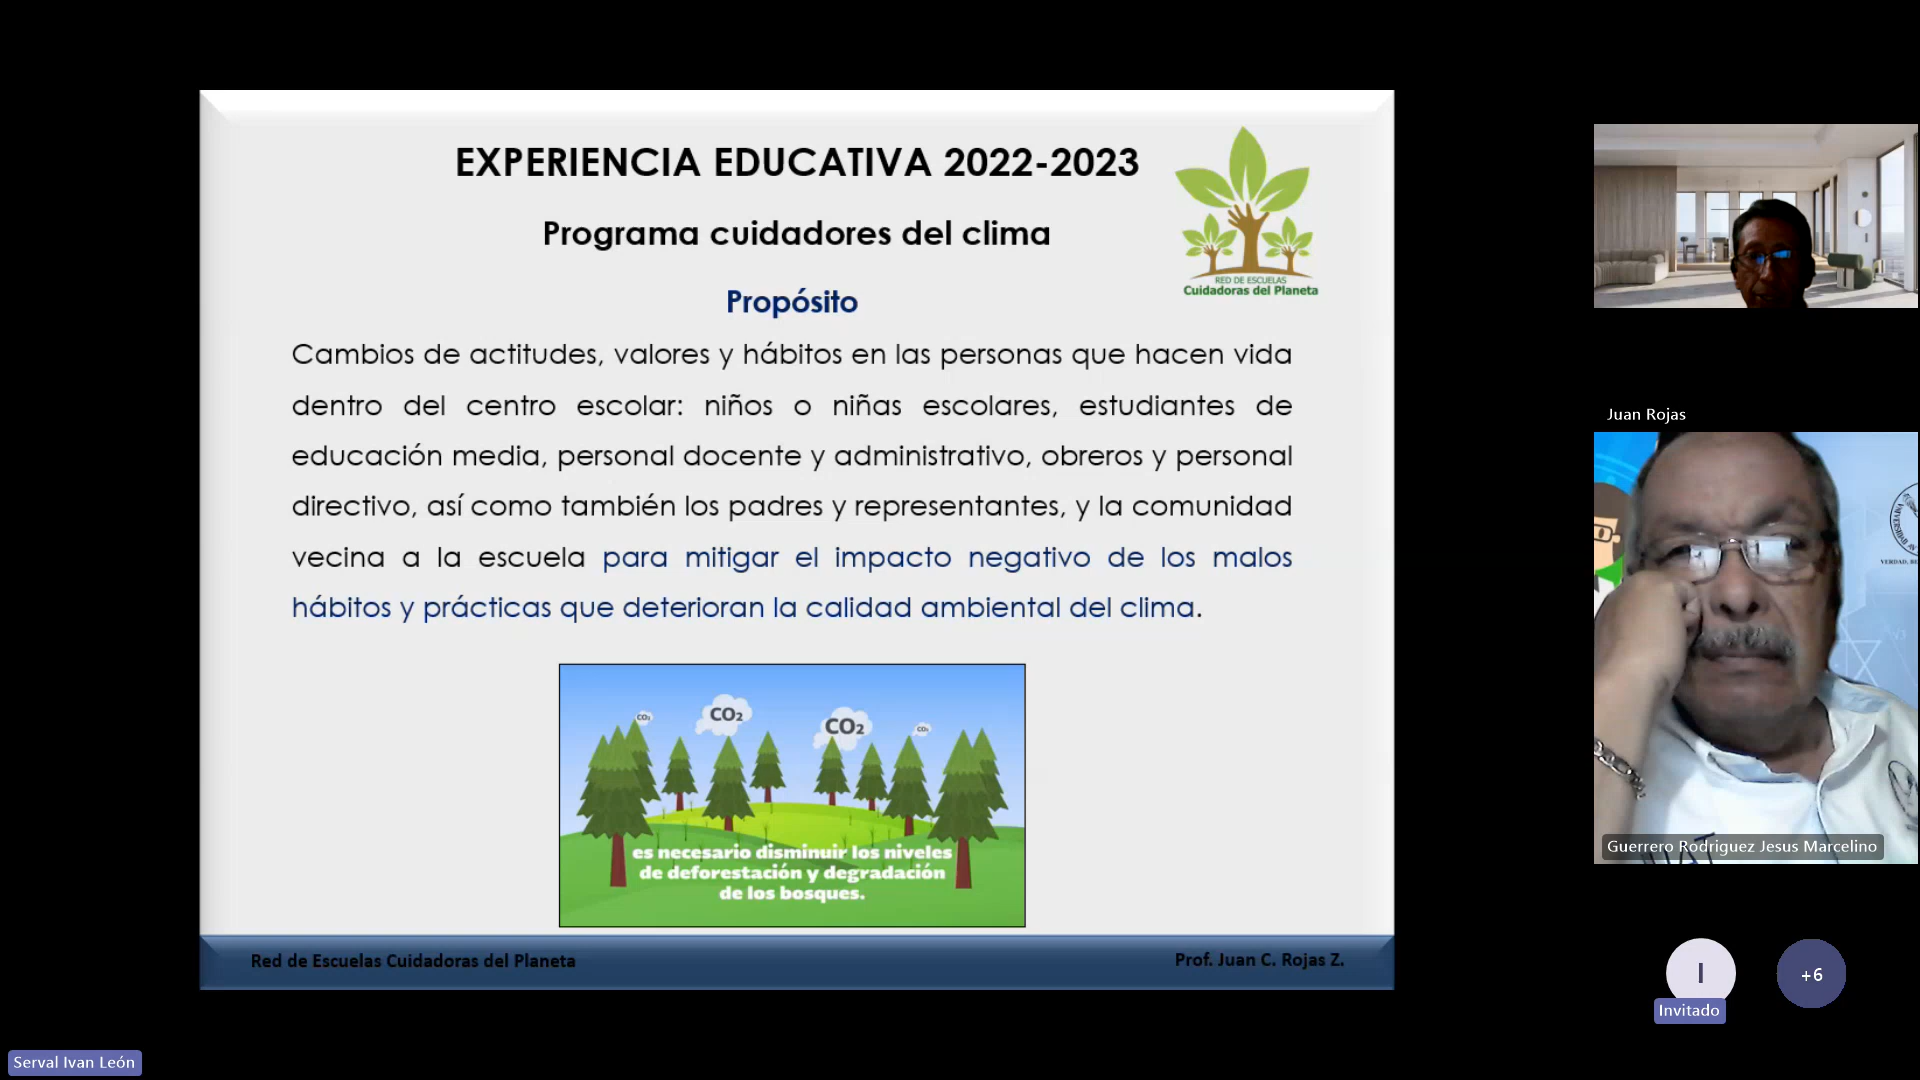 EXPERIENCIA EDUCATIVA 2022-2023
Programa cuidadores del clima
RED DE ESCUELAS
Cuidadoras del Planeta
Propósito
Cambios de actitudes, valores y hábitos en las personas que hacen vida
dentro del centro escolar: niños o niñas escolares, estudiantes de
educación media, personal docente y administrativo, obreros y personal
directivo, así como también los padres y representantes, y la comunidad
vecina a la escuela para mitigar el impacto negativo de los malos
hábitos y prácticas que deterioran la calidad ambiental del clima.
CO₂
CO₂
CO₂
CO₂
es necesario disminuir los niveles
de deforestación y degradación
de los bosques.
Red de Escuelas Cuidadoras del Planeta
Prof. Juan C. Rojas Z.
Juan Rojas
Guerrero Rodriguez Jesus Marcelino
I
Invitado
+6
Serval Ivan León